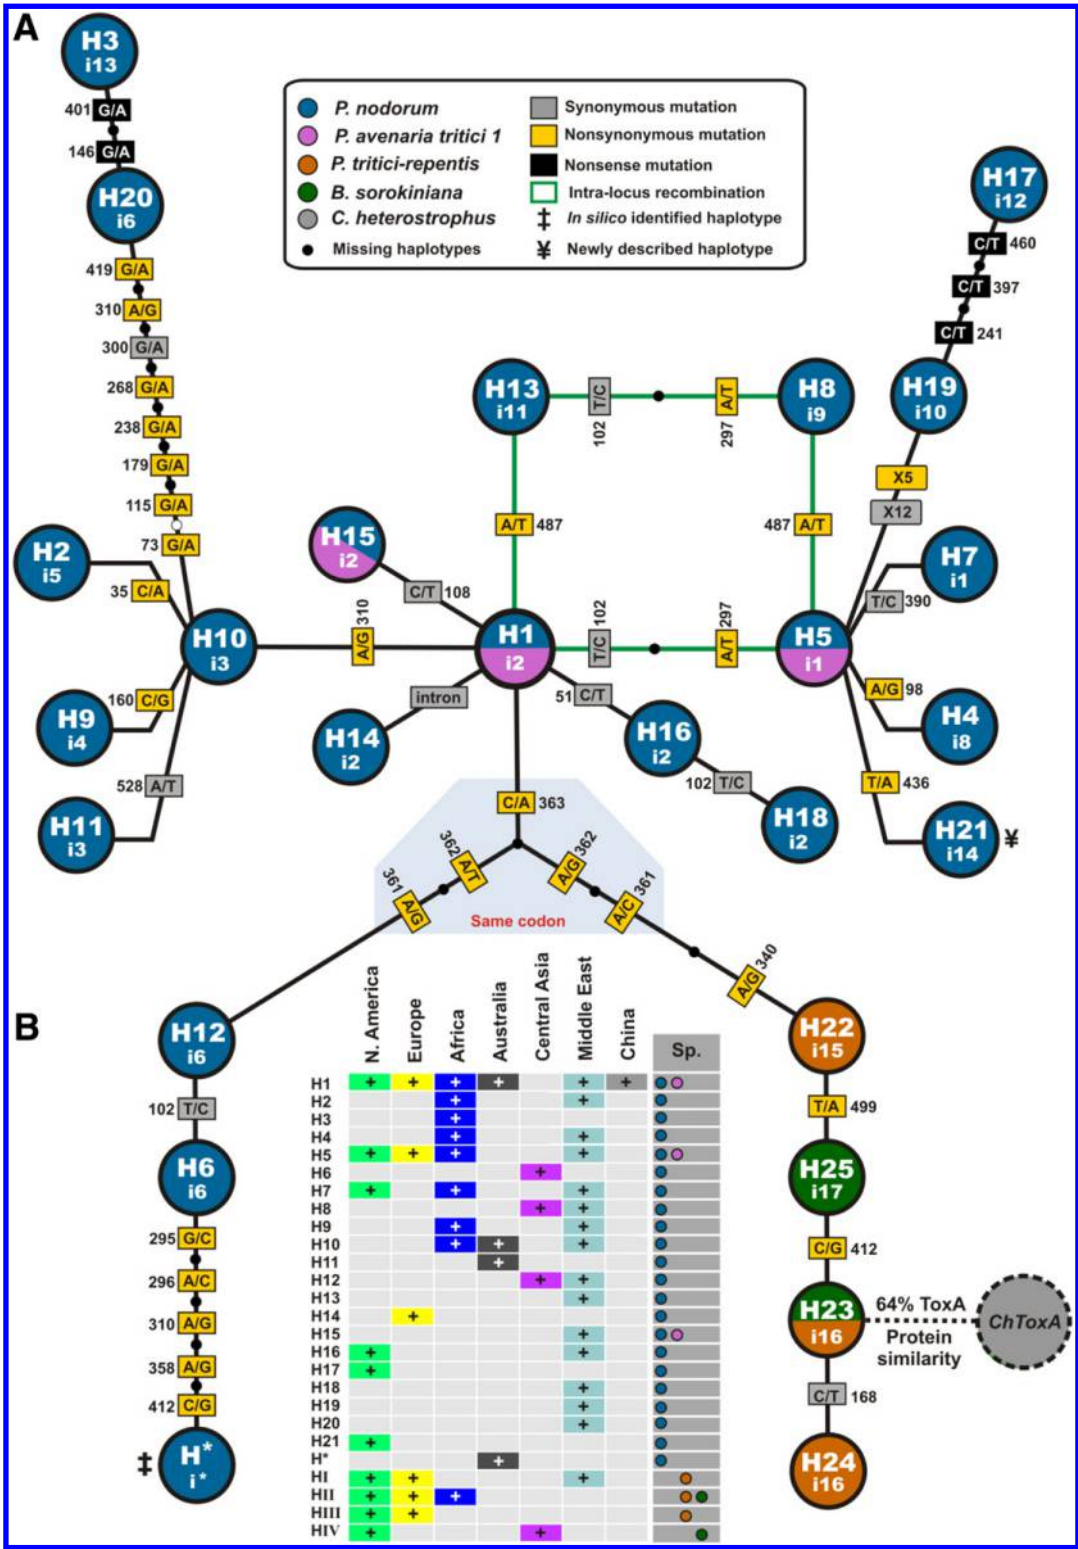 A
H3
i13
401 G/A
146 G/A
H20
i6
419 G/A
310 A/G
300 G/A
268 G/A
238 G/A
179 G/A
115 G/A
73 G/A
P. nodorum
P. avenaria tritici 1
P. tritici-repentis
B. sorokiniana
C. heterostrophus
Missing haplotypes
Synonymous mutation
Nonsynonymous mutation
Nonsense mutation
Intra-locus recombination
‡ In silico identified haplotype
¥ Newly described haplotype
H17
i12
C/T 460
C/T 397
C/T 241
H19
i10
X5
X12
H13
i11
T/C
102
A/T
297
H8
i9
A/T 487
487 A/T
H2
i5
35 C/A
H10
i3
H9
i4
160 C/G
H11
i3
528 A/T
A/G 310
H15
i2
C/T 108
H1
i2
T/C 102
A/T 297
H5
i1
H7
i1
T/C 390
A/G 98
H4
i8
T/A 436
H21
i14
¥
intron
H14
i2
51 C/T
H16
i2
102 T/C
H18
i2
C/A 363
362 A/T
361 A/G
A/G 362
A/C 361
Same codon
A/G 340
B
H12
i6
102 T/C
H6
i6
295 G/C
296 A/C
310 A/G
358 A/G
412 C/G
‡
H*
i*
H22
i15
T/A 499
H25
i17
C/G 412
H23
i16
64% ToxA
Protein
similarity
ChToxA
C/T 168
H24
i16
N. America
Europe
Africa
Australia
Central Asia
Middle East
China
Sp.
H1 + + + + + +
H2 + +
H3 +
H4 + +
H5 + + + +
H6 +
H7 + + +
H8 + +
H9 + +
H10 + + +
H11 +
H12 + +
H13 +
H14 +
H15 +
H16 + +
H17 +
H18 +
H19 +
H20 +
H21 +
H* +
HI + + +
HII + + +
HIII + +
HIV + +